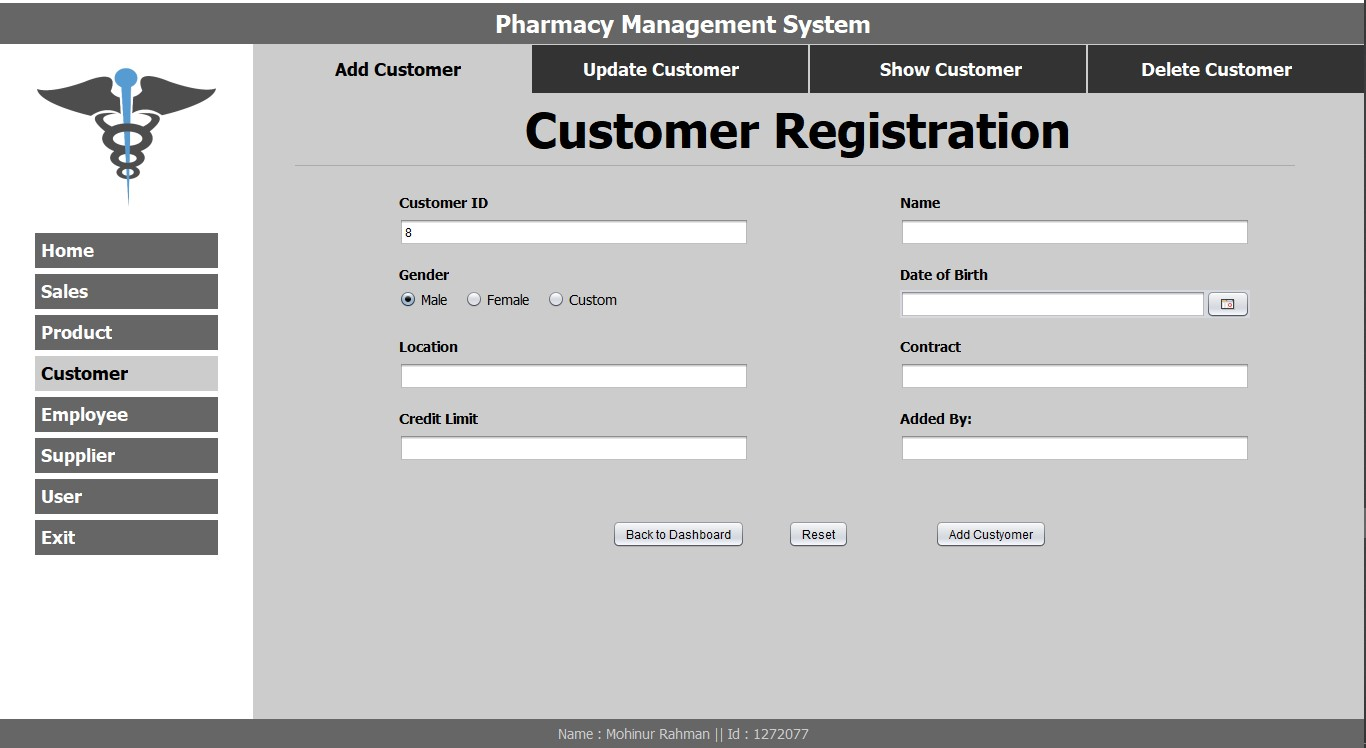 Pharmacy Management System
Add Customer Update Customer Show Customer Delete Customer
Customer Registration
Home
Sales
Product
Customer
Employee
Supplier
User
Exit
Customer ID Name
8
Gender Date of Birth
Male Female Custom
Location Contract
Credit Limit Added By:
Back to Dashboard Reset Add Custyomer
Name : Mohinur Rahman || Id : 1272077